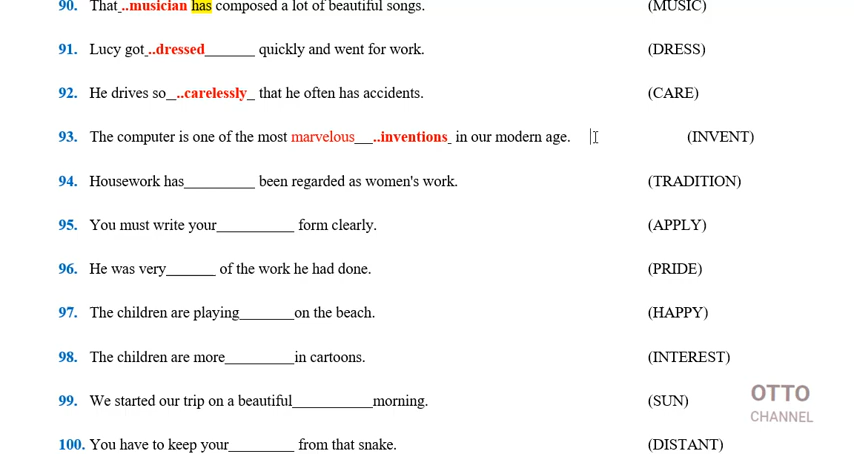 90. That_..musician has composed a lot of beautiful songs. (MUSIC)
91. Lucy got_..dressed______ quickly and went for work. (DRESS)
92. He drives so_..carelessly_ that he often has accidents. (CARE)
93. The computer is one of the most marvelous__..inventions_ in our modern age. (INVENT)
94. Housework has_________ been regarded as women's work. (TRADITION)
95. You must write your__________ form clearly. (APPLY)
96. He was very______ of the work he had done. (PRIDE)
97. The children are playing_______on the beach. (HAPPY)
98. The children are more_________in cartoons. (INTEREST)
99. We started our trip on a beautiful__________morning. (SUN)
100. You have to keep your________ from that snake. (DISTANT)
OTTO
CHANNEL